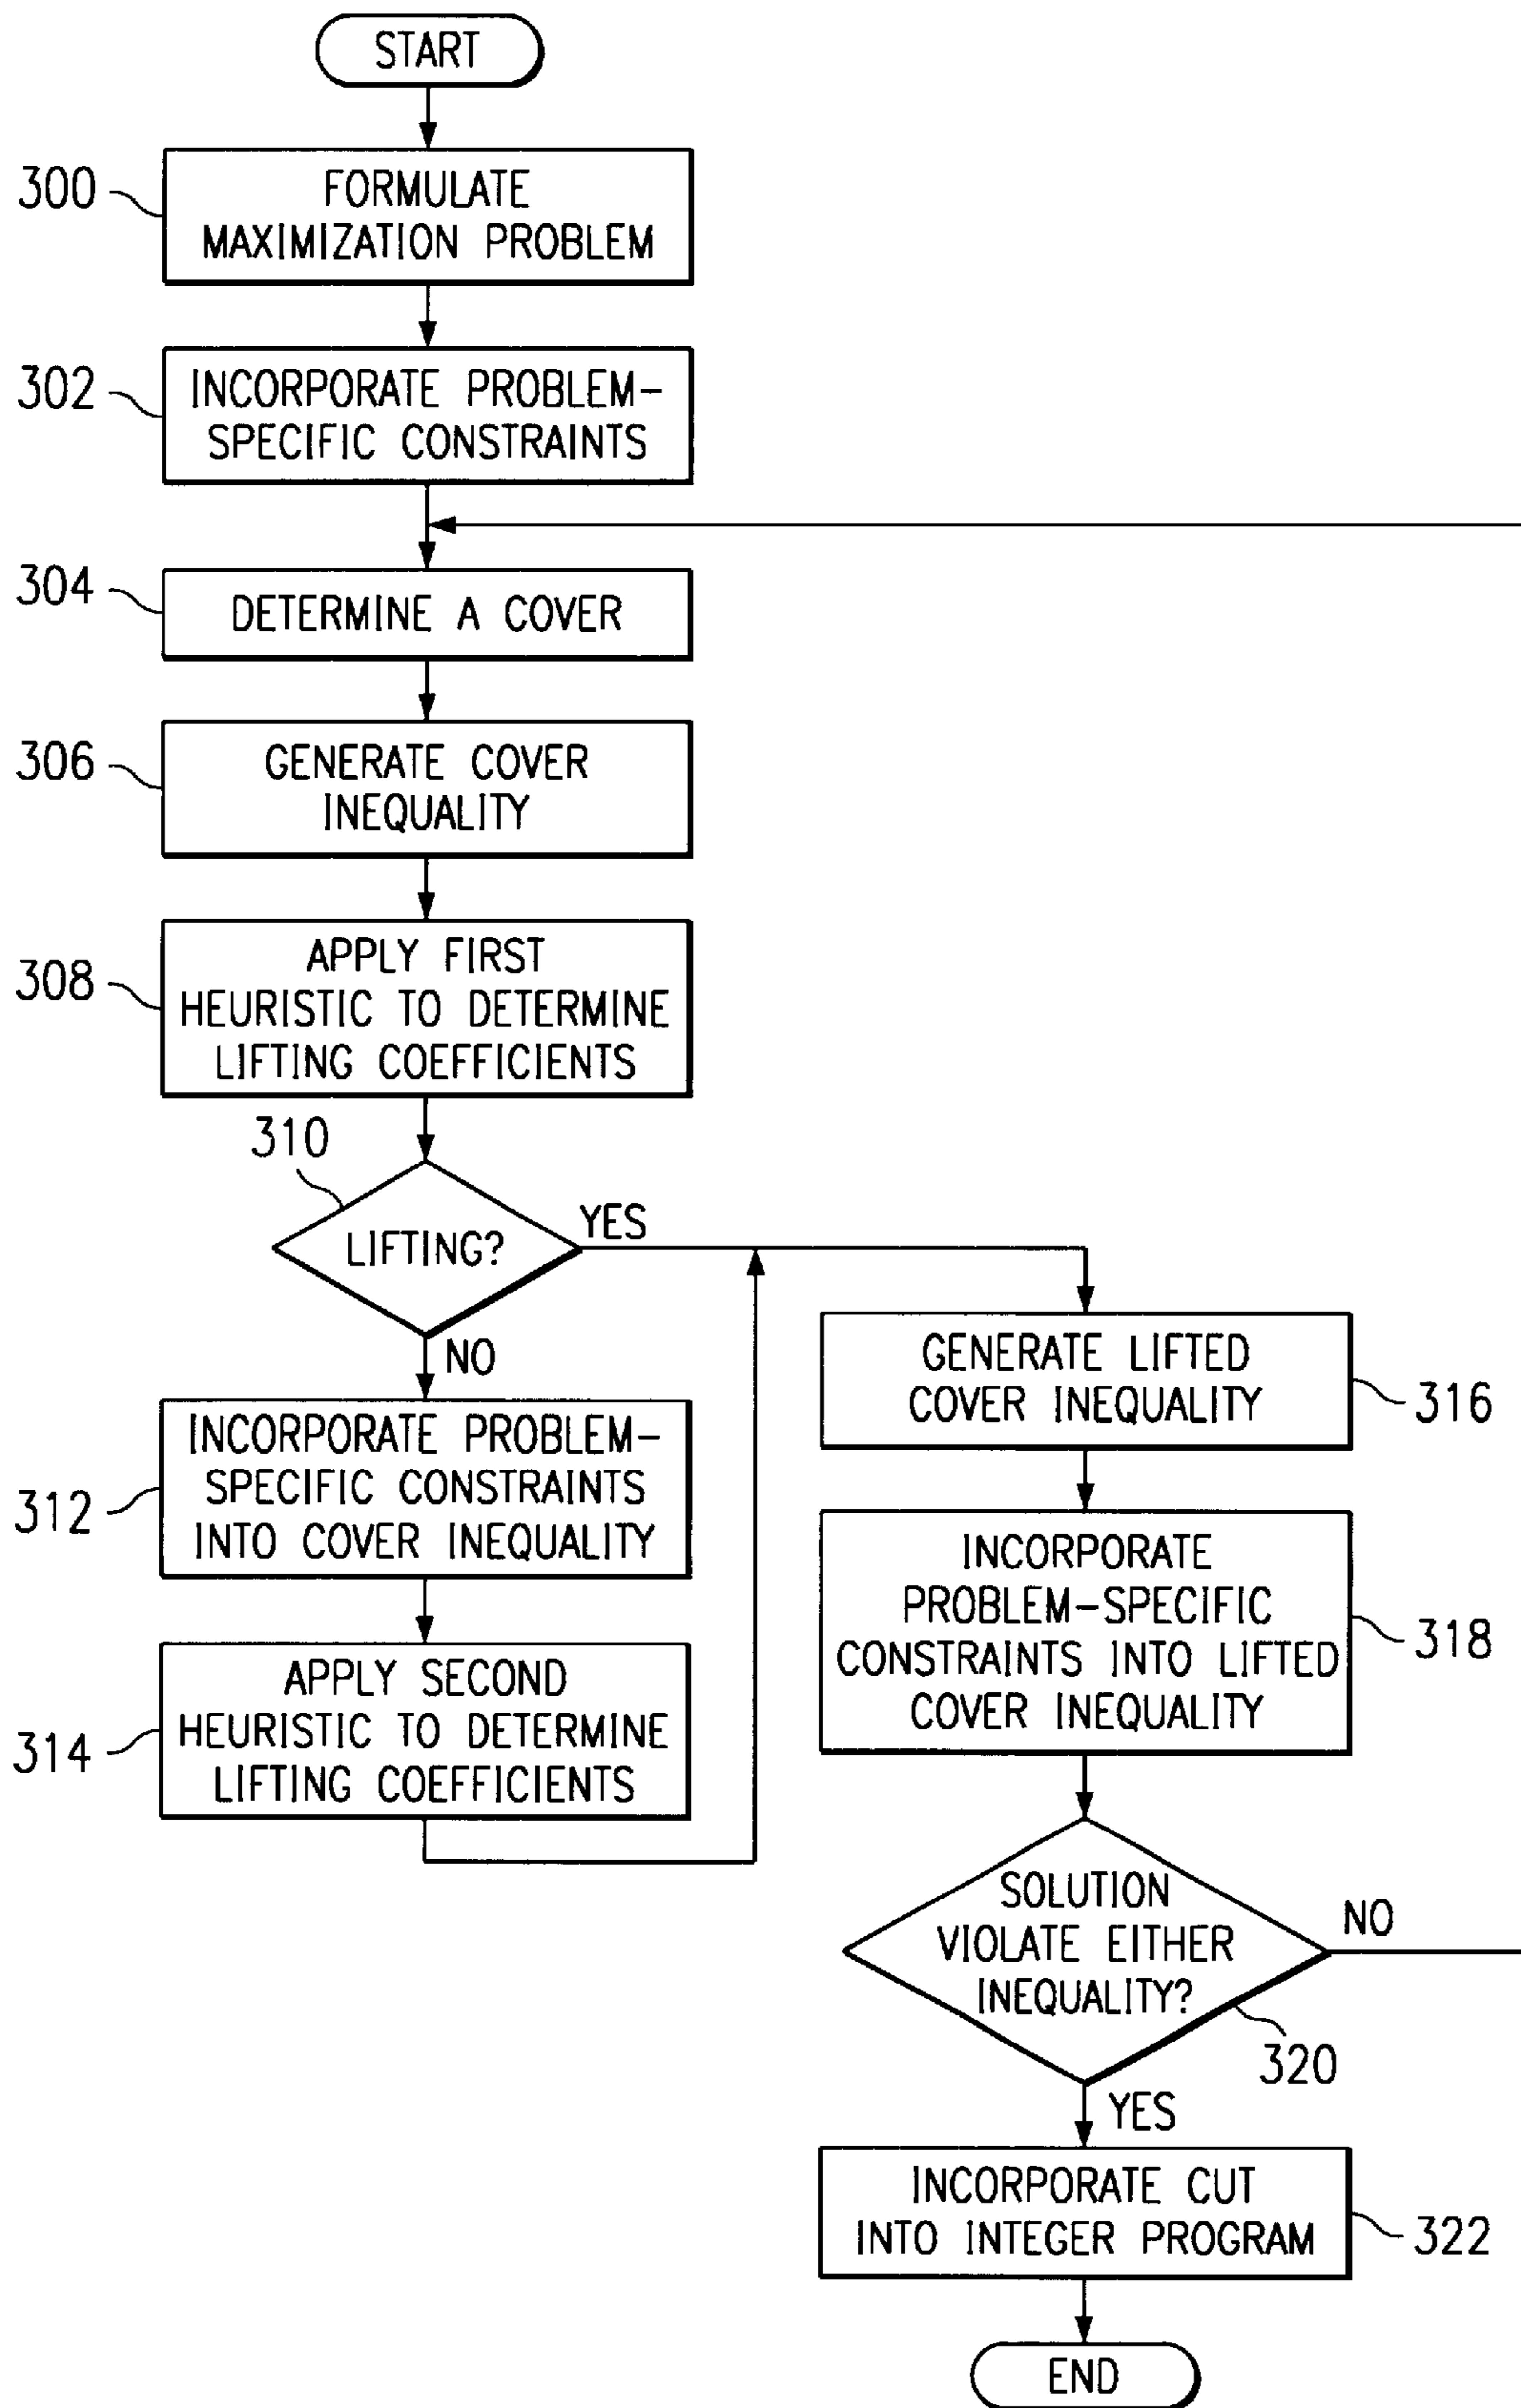 START
300
FORMULATE
MAXIMIZATION PROBLEM
302
INCORPORATE PROBLEM-
SPECIFIC CONSTRAINTS
304
DETERMINE A COVER
306
GENERATE COVER
INEQUALITY
308
APPLY FIRST
HEURISTIC TO DETERMINE
LIFTING COEFFICIENTS
310
LIFTING?
YES
NO
312
INCORPORATE PROBLEM-
SPECIFIC CONSTRAINTS
INTO COVER INEQUALITY
314
APPLY SECOND
HEURISTIC TO DETERMINE
LIFTING COEFFICIENTS
GENERATE LIFTED
COVER INEQUALITY
316
INCORPORATE
PROBLEM-SPECIFIC
CONSTRAINTS INTO LIFTED
COVER INEQUALITY
318
SOLUTION
VIOLATE EITHER
INEQUALITY?
NO
320
YES
INCORPORATE CUT
INTO INTEGER PROGRAM
322
END